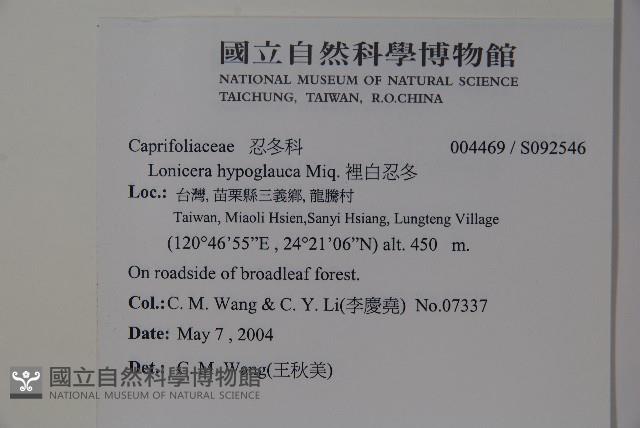 國立自然科學博物館
NATIONAL MUSEUM OF NATURAL SCIENCE
TAICHUNG, TAIWAN, R.O.CHINA
Caprifoliaceae 忍冬科 004469 / S092546
Lonicera hypoglauca Miq. 裡白忍冬
Loc.: 台灣, 苗栗縣三義鄉, 龍騰村
Taiwan, Miaoli Hsien,Sanyi Hsiang, Lungteng Village
(120°46’55”E , 24°21’06”N) alt. 450 m.
On roadside of broadleaf forest.
Col.: C. M. Wang & C. Y. Li(李慶堯) No.07337
Date: May 7 , 2004
Det.: C. M. Wang(王秋美)
國立自然科學博物館
NATIONAL MUSEUM OF NATURAL SCIENCE